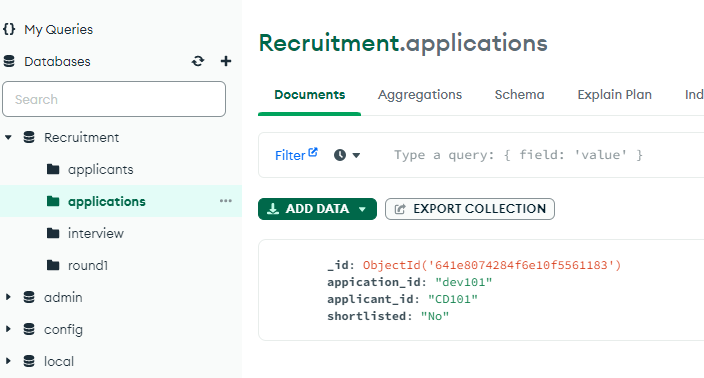 {} My Queries
Databases
Search
Recruitment
applicants
applications
interview
round1
admin
config
local
Recruitment.applications
Documents Aggregations Schema Explain Plan Ind
Filter Type a query: { field: 'value' }
ADD DATA EXPORT COLLECTION
_id: ObjectId('641e8074284f6e10f5561183')
appication_id: "dev101"
applicant_id: "CD101"
shortlisted: "No"